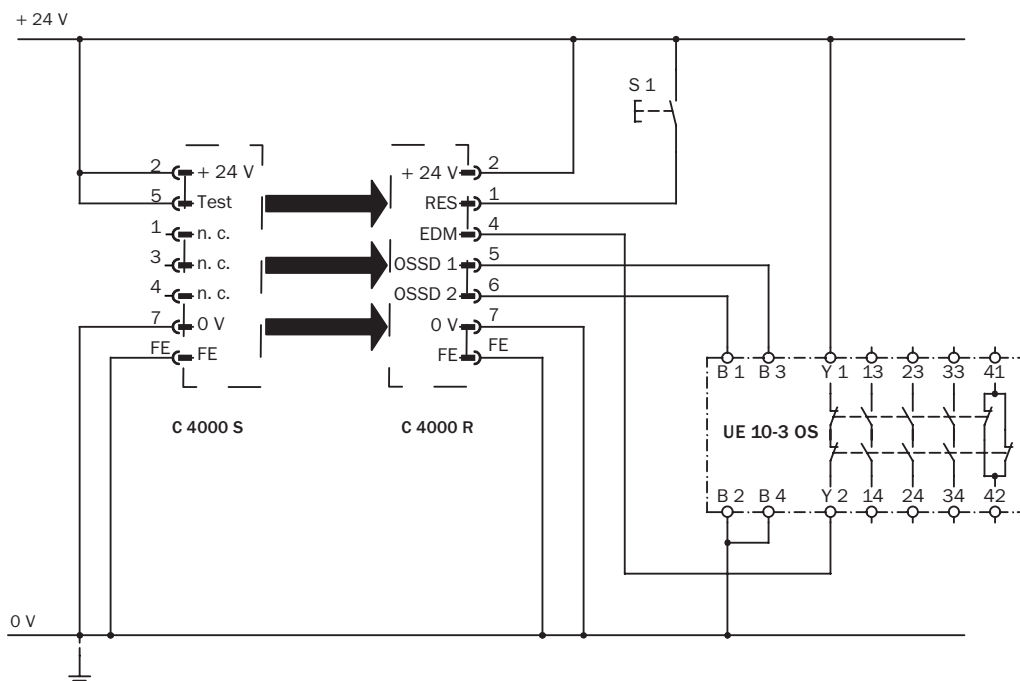 + 24 V
S 1
2 + 24 V
5 Test
1 n. c.
3 n. c.
4 n. c.
7 0 V
FE FE
C 4000 S
+ 24 V 2
RES 1
EDM 4
OSSD 1 5
OSSD 2 6
0 V 7
FE FE
C 4000 R
B 1 B 3 Y 1 13 23 33 41
UE 10-3 OS
B 2 B 4 Y 2 14 24 34 42
0 V